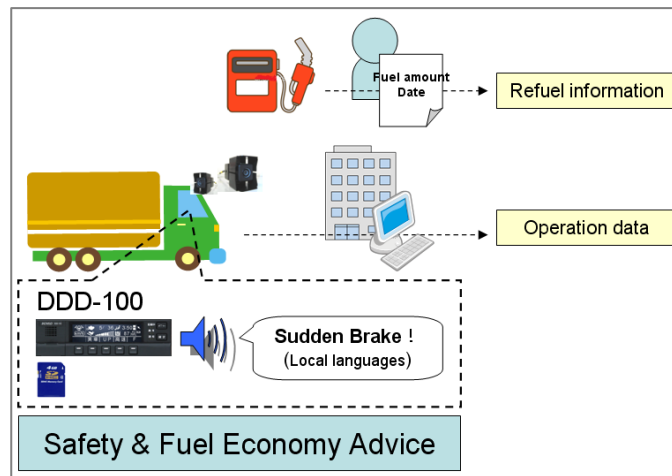 Fuel amount
Date
Refuel information
Operation data
DDD-100
Sudden Brake !
(Local languages)
Safety & Fuel Economy Advice